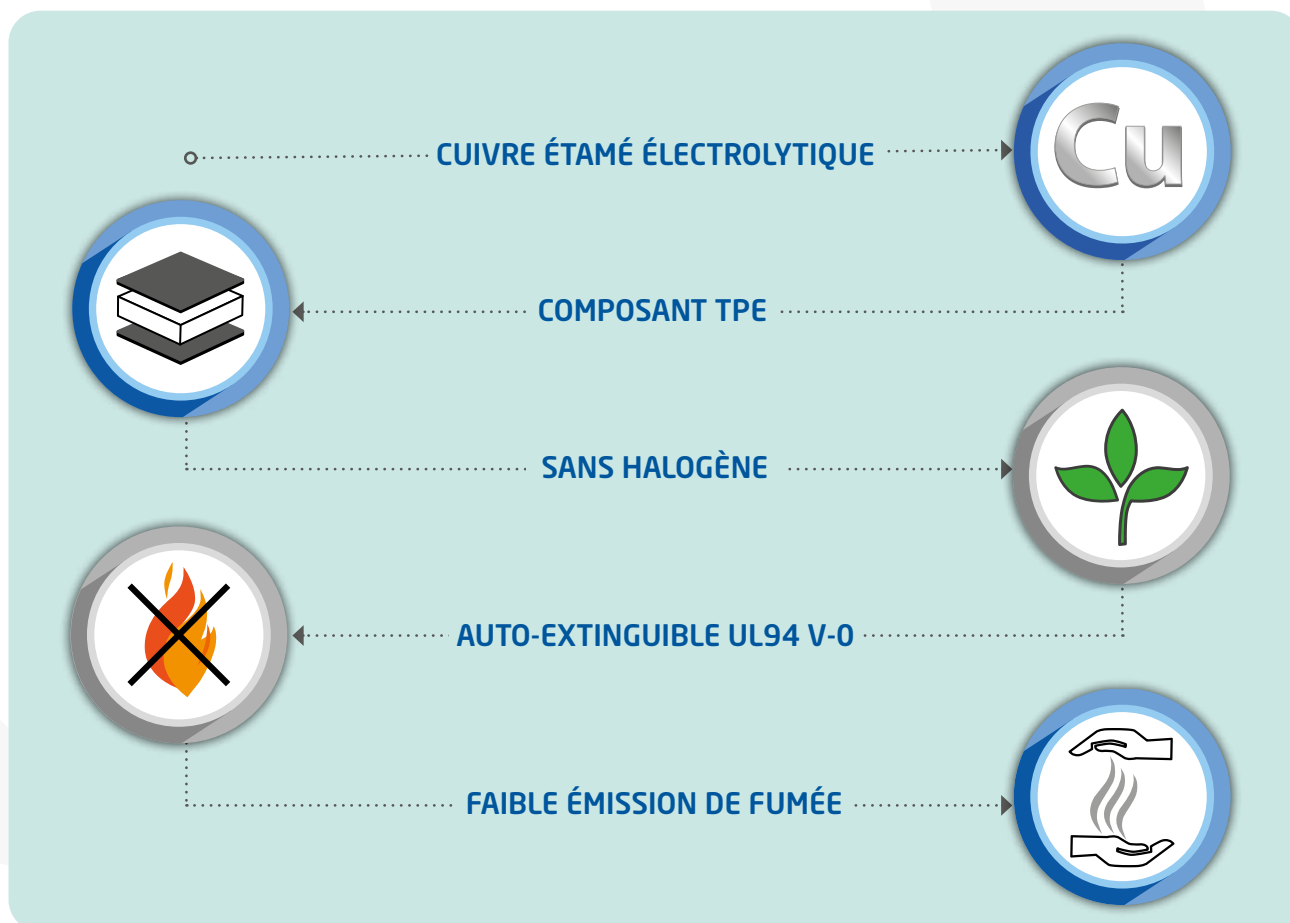 CUIVRE ÉTAMÉ ÉLECTROLYTIQUE
Cu
COMPOSANT TPE
SANS HALOGÈNE
AUTO-EXTINGUIBLE UL94 V-0
FAIBLE ÉMISSION DE FUMÉE